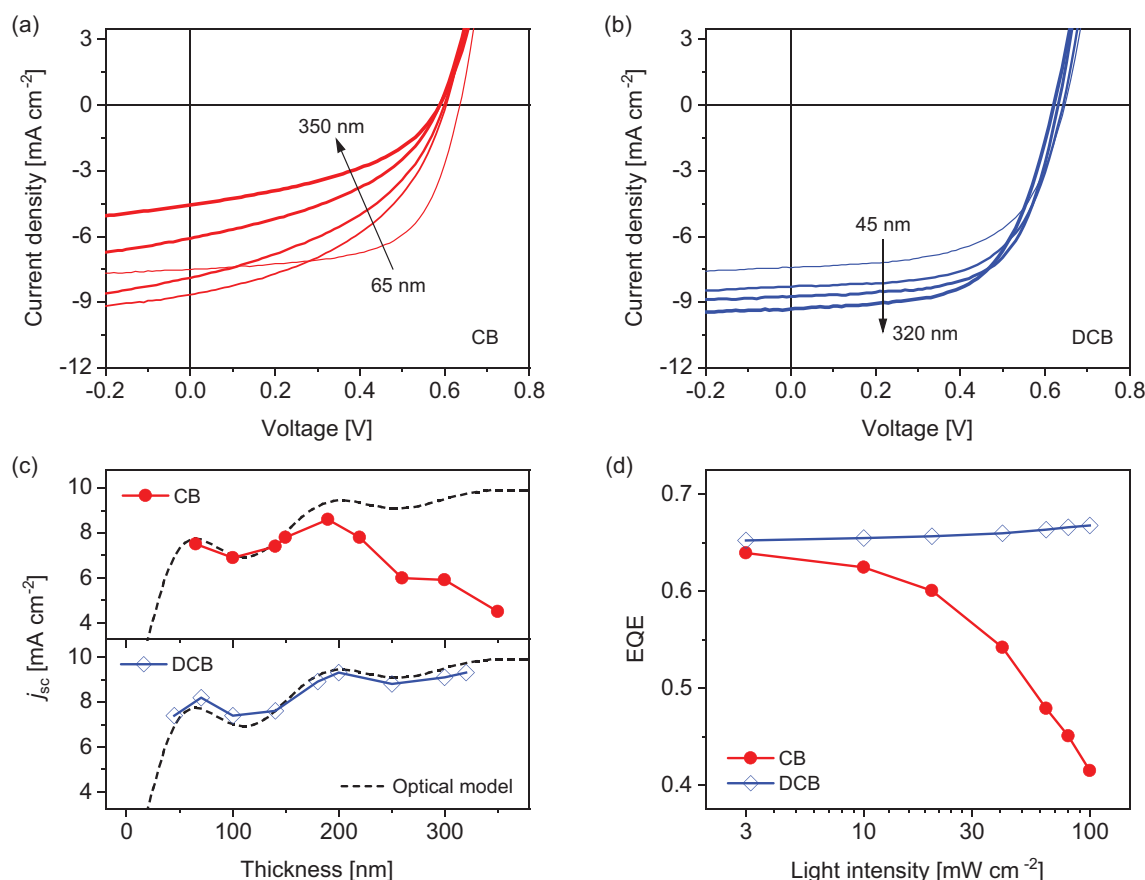 (a)
3
0
-3
-6
-9
-12
Current density [mA cm-2]
350 nm
65 nm
CB
-0.2 0.0 0.2 0.4 0.6 0.8
Voltage [V]
(b)
3
0
-3
-6
-9
-12
Current density [mA cm-2]
45 nm
320 nm
DCB
-0.2 0.0 0.2 0.4 0.6 0.8
Voltage [V]
(c)
10
8
6
4
CB
10
8
6
4
DCB
Optical model
jsc [mA cm-2]
0 100 200 300
Thickness [nm]
(d)
0.7
0.6
0.5
0.4
EQE
CB
DCB
3 10 30 100
Light intensity [mW cm-2]